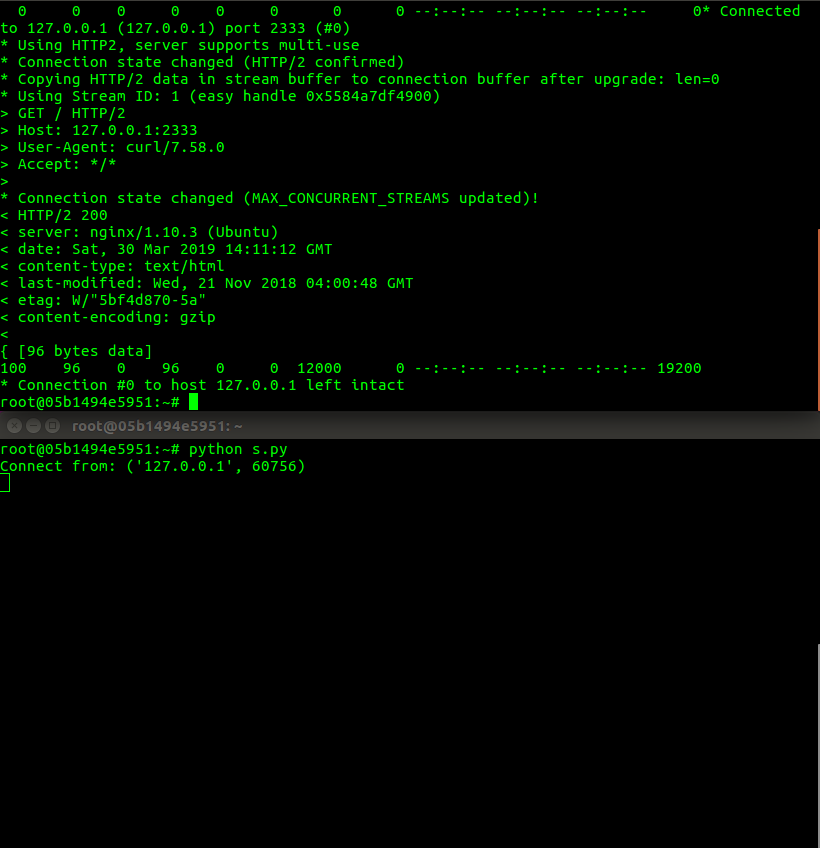 0 0 0 0 0 0 0 0 --:--:-- --:--:-- --:--:-- 0* Connected
to 127.0.0.1 (127.0.0.1) port 2333 (#0)
* Using HTTP2, server supports multi-use
* Connection state changed (HTTP/2 confirmed)
* Copying HTTP/2 data in stream buffer to connection buffer after upgrade: len=0
* Using Stream ID: 1 (easy handle 0x5584a7df4900)
> GET / HTTP/2
> Host: 127.0.0.1:2333
> User-Agent: curl/7.58.0
> Accept: */*
>
* Connection state changed (MAX_CONCURRENT_STREAMS updated)!
< HTTP/2 200
< server: nginx/1.10.3 (Ubuntu)
< date: Sat, 30 Mar 2019 14:11:12 GMT
< content-type: text/html
< last-modified: Wed, 21 Nov 2018 04:00:48 GMT
< etag: W/"5bf4d870-5a"
< content-encoding: gzip
<
{ [96 bytes data]
100 96 0 96 0 0 12000 0 --:--:-- --:--:-- --:--:-- 19200
* Connection #0 to host 127.0.0.1 left intact
root@05b1494e5951:~#
root@05b1494e5951: ~
root@05b1494e5951:~# python s.py
Connect from: ('127.0.0.1', 60756)